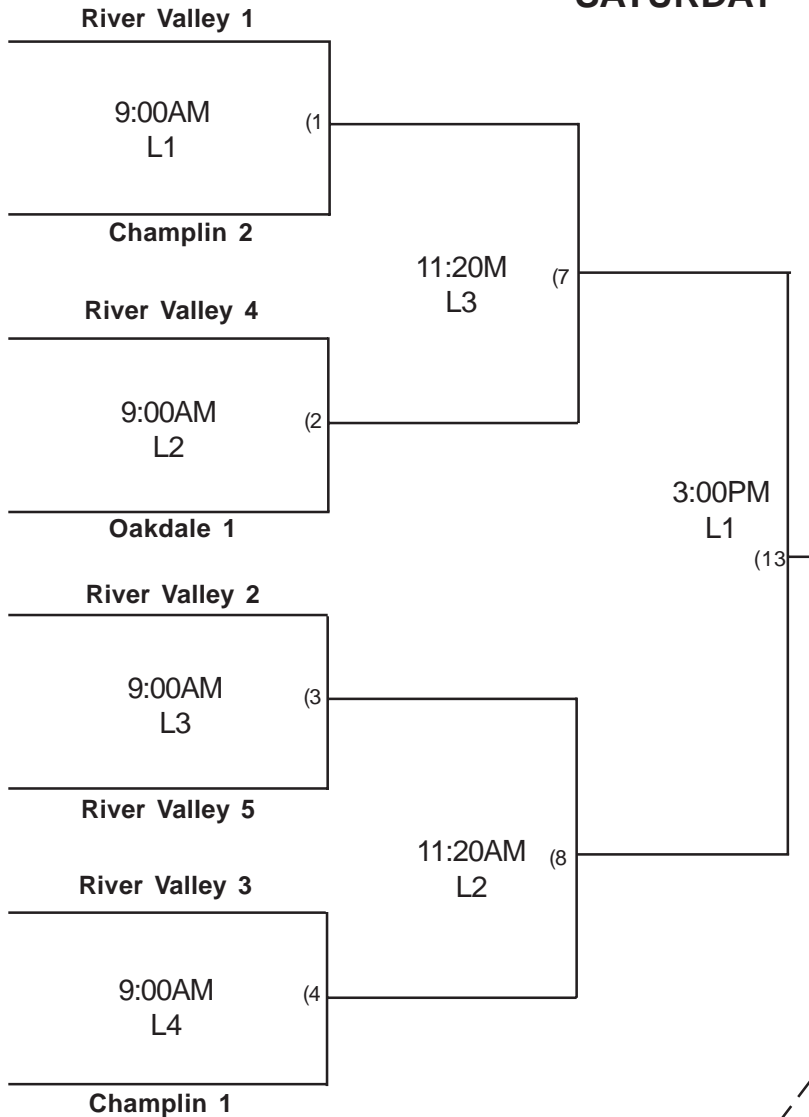 SATURDAY
River Valley 1
9:00AM
L1
(1
Champlin 2
11:20M
L3
(7
River Valley 4
9:00AM
L2
(2
Oakdale 1
3:00PM
L1
(13
River Valley 2
9:00AM
L3
(3
River Valley 5
11:20AM
L2
(8
River Valley 3
9:00AM
L4
(4
Champlin 1